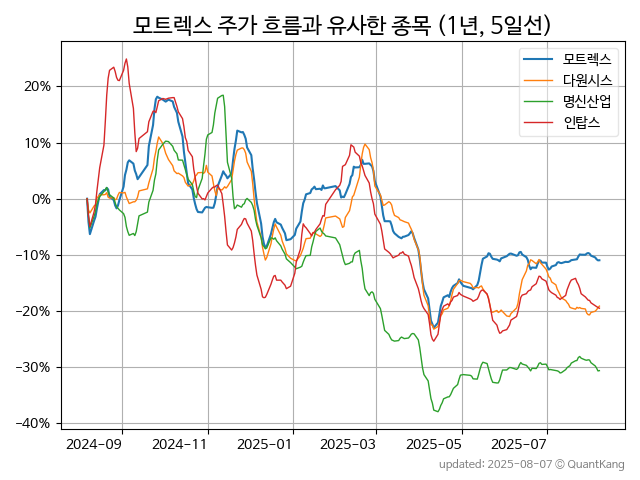 모트렉스 주가 흐름과 유사한 종목 (1년, 5일선)
모트렉스
다원시스
명신산업
인탑스
20%
10%
0%
−10%
−20%
−30%
−40%
2024-09 2024-11 2025-01 2025-03 2025-05 2025-07
updated: 2025-08-07 © QuantKang